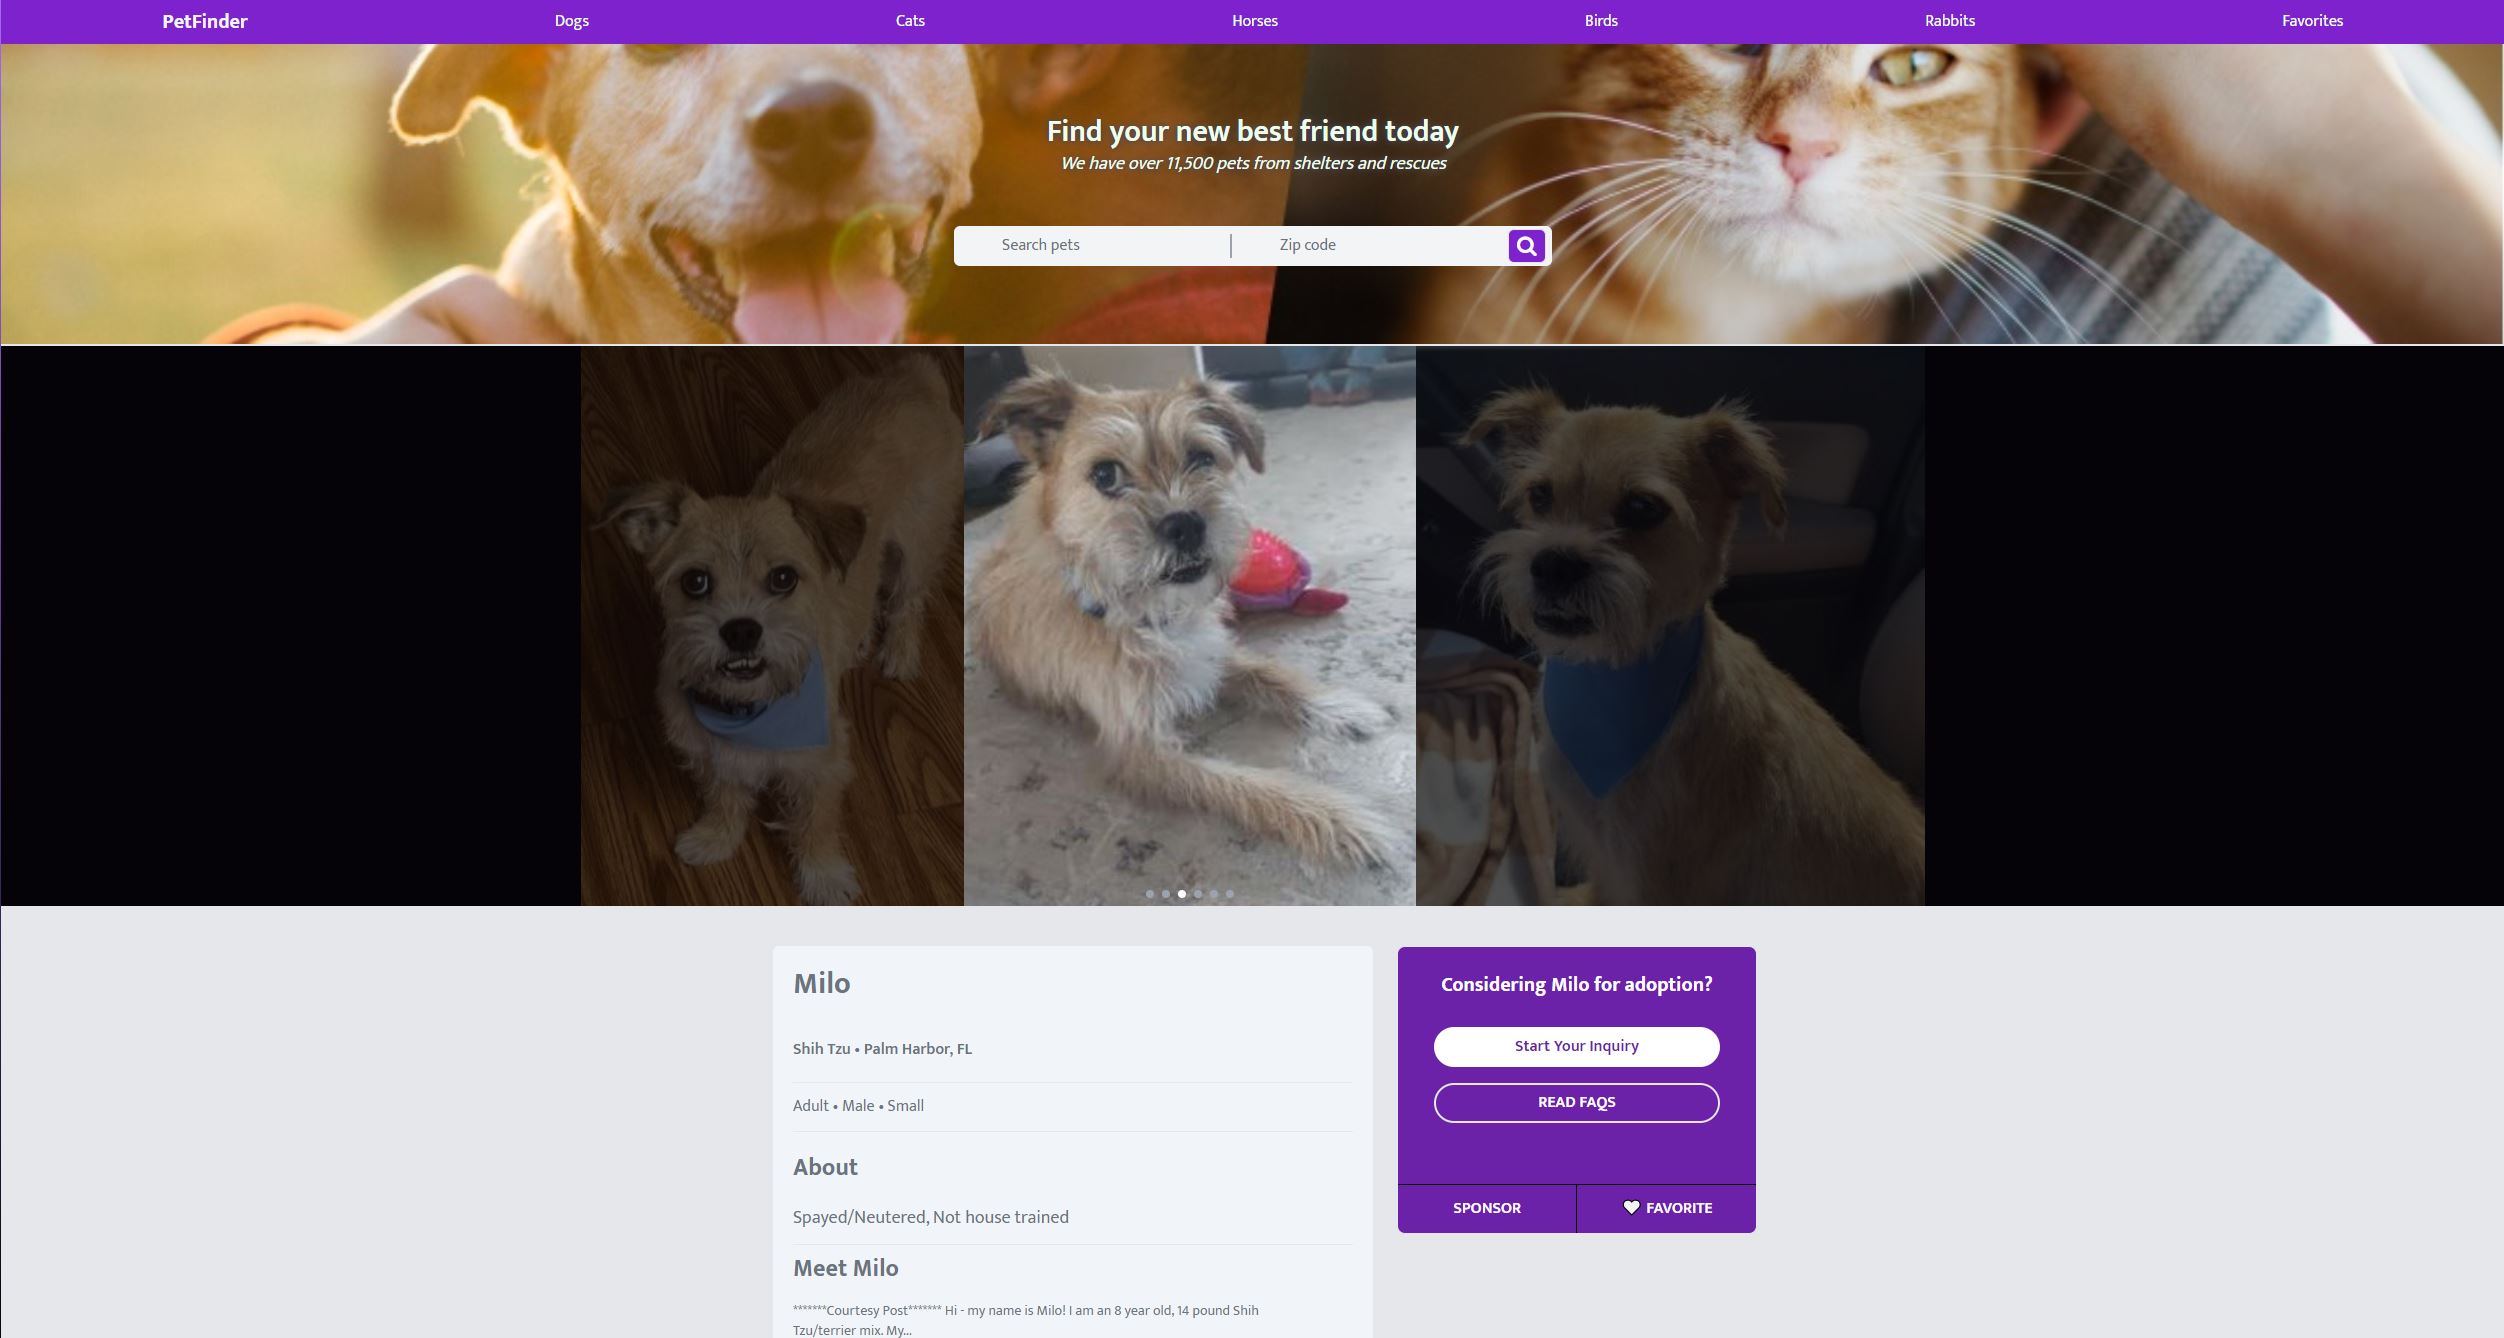 PetFinder Dogs Cats Horses Birds Rabbits Favorites
Find your new best friend today
We have over 11,500 pets from shelters and rescues
Search pets Zip code
Milo
Shih Tzu • Palm Harbor, FL
Adult • Male • Small
About
Spayed/Neutered, Not house trained
Meet Milo
*******Courtesy Post******* Hi - my name is Milo! I am an 8 year old, 14 pound Shih
Tzu/terrier mix. My...
Considering Milo for adoption?
Start Your Inquiry
READ FAQS
SPONSOR FAVORITE